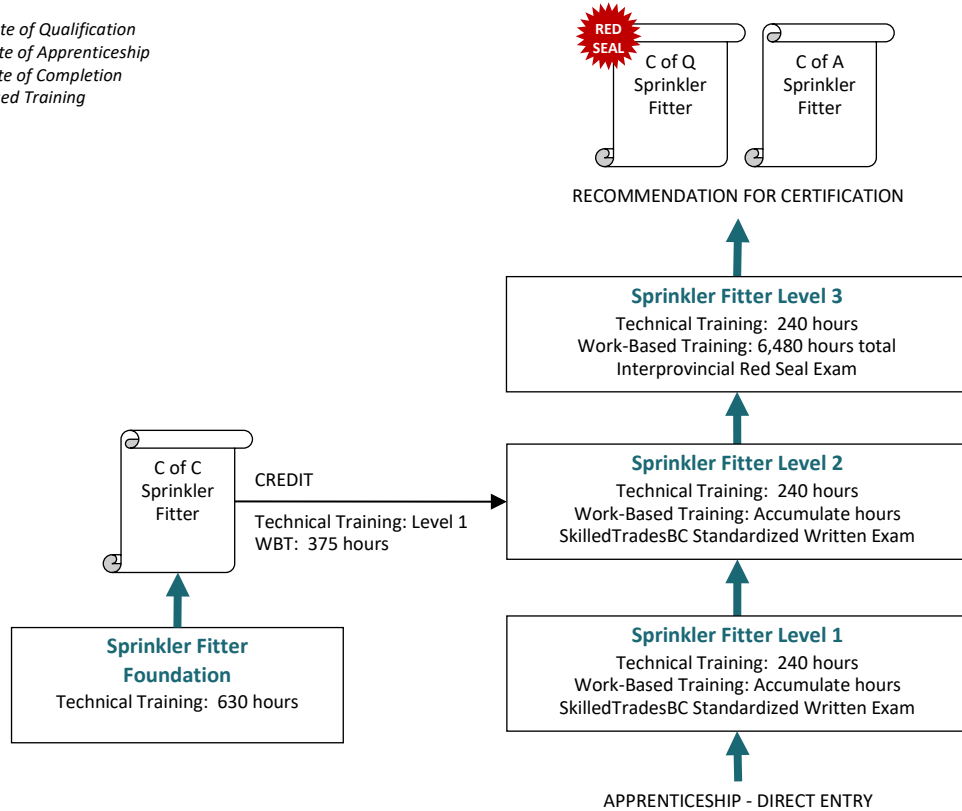 te of Qualification
te of Apprenticeship
te of Completion
ed Training
RED
SEAL
C of Q
Sprinkler
Fitter
C of A
Sprinkler
Fitter
RECOMMENDATION FOR CERTIFICATION
Sprinkler Fitter Level 3
Technical Training: 240 hours
Work-Based Training: 6,480 hours total
Interprovincial Red Seal Exam
C of C
Sprinkler
Fitter
CREDIT
Technical Training: Level 1
WBT: 375 hours
Sprinkler Fitter Level 2
Technical Training: 240 hours
Work-Based Training: Accumulate hours
SkilledTradesBC Standardized Written Exam
Sprinkler Fitter
Foundation
Technical Training: 630 hours
Sprinkler Fitter Level 1
Technical Training: 240 hours
Work-Based Training: Accumulate hours
SkilledTradesBC Standardized Written Exam
APPRENTICESHIP - DIRECT ENTRY